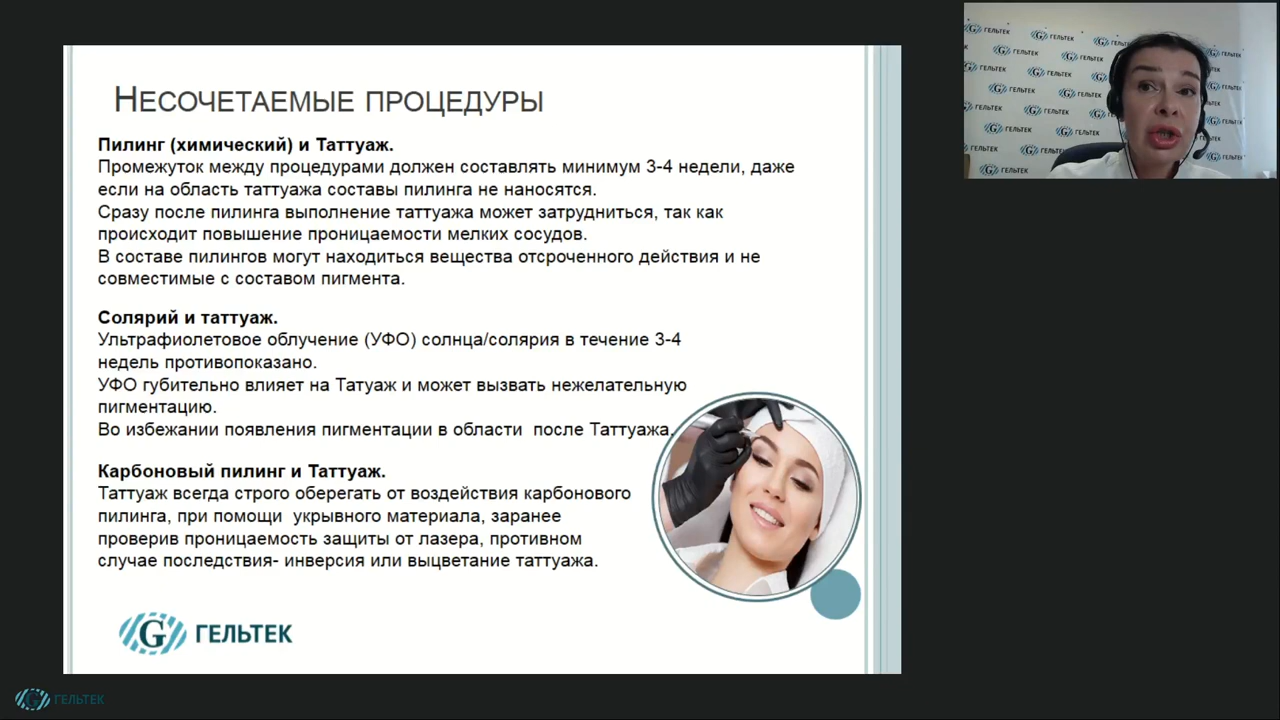 НЕСОЧЕТАЕМЫЕ ПРОЦЕДУРЫ
Пилинг (химический) и Таттуаж.
Промежуток между процедурами должен составлять минимум 3-4 недели, даже
если на область таттуажа составы пилинга не наносятся.
Сразу после пилинга выполнение таттуажа может затрудниться, так как
происходит повышение проницаемости мелких сосудов.
В составе пилингов могут находиться вещества отсроченного действия и не
совместимые с составом пигмента.
Солярий и таттуаж.
Ультрафиолетовое облучение (УФО) солнца/солярия в течение 3-4
недель противопоказано.
УФО губительно влияет на Татуаж и может вызвать нежелательную
пигментацию.
Во избежании появления пигментации в области  после Таттуажа.
Карбоновый пилинг и Таттуаж.
Таттуаж всегда строго оберегать от воздействия карбонового
пилинга, при помощи  укрывного материала, заранее
проверив проницаемость защиты от лазера, противном
случае последствия- инверсия или выцветание таттуажа.
G ГЕЛЬТЕК
G ГЕЛЬТЕК